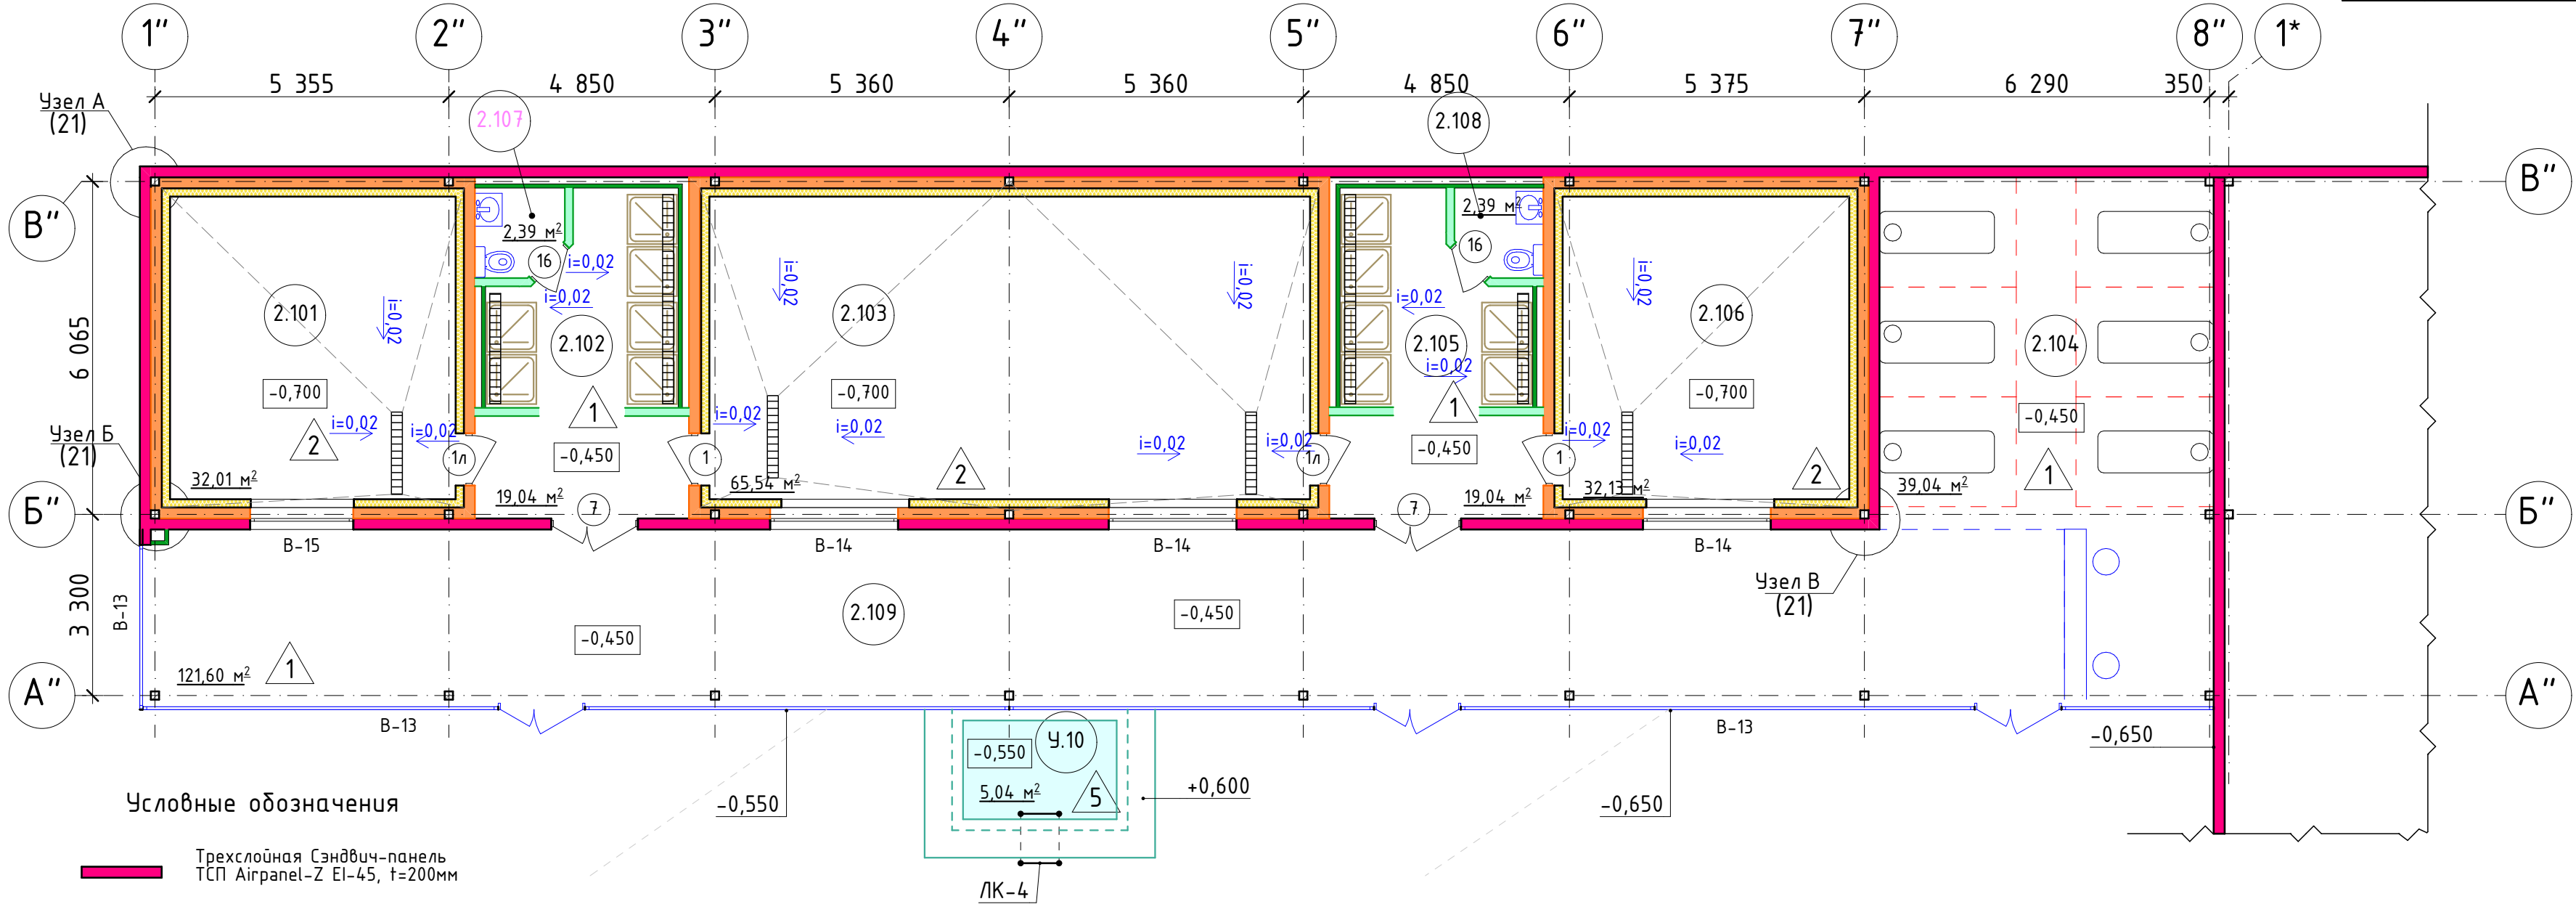 1" 2" 3" 4" 5" 6" 7" 8" 1*
5 355 4 850 5 360 5 360 4 850 5 375 6 290 350
Узел А
(21)
2.107
2.108
В"
В"
2,39 м²
16
i=0,02
i=0,02
2,39 м²
16
i=0,02
i=0,02
i=0,02
i=0,02
i=0,02
i=0,02
2.101
2.102
2.103
2.105
2.106
2.104
6 065
-0,700
-0,700
-0,700
-0,450
i=0,02
i=0,02
i=0,02
i=0,02
i=0,02
i=0,02
i=0,02
i=0,02
1
1
1
2
2
2
Узел Б
(21)
1л
-0,450
1
1л
-0,450
1
32,01 м²
19,04 м²
65,54 м²
19,04 м²
32,13 м²
39,04 м²
7
7
Б"
Б"
В-15
В-14
В-14
В-14
Узел В
(21)
3 300
В-13
2.109
-0,450
-0,450
121,60 м²
1
А"
А"
В-13
В-13
-0,550
У.10
5,04 м²
5
+0,600
-0,550
-0,650
-0,650
ЛК-4
Условные обозначения
Трехслойная Сэндвич-панель
ТСП Airpanel-Z EI-45, t=200мм